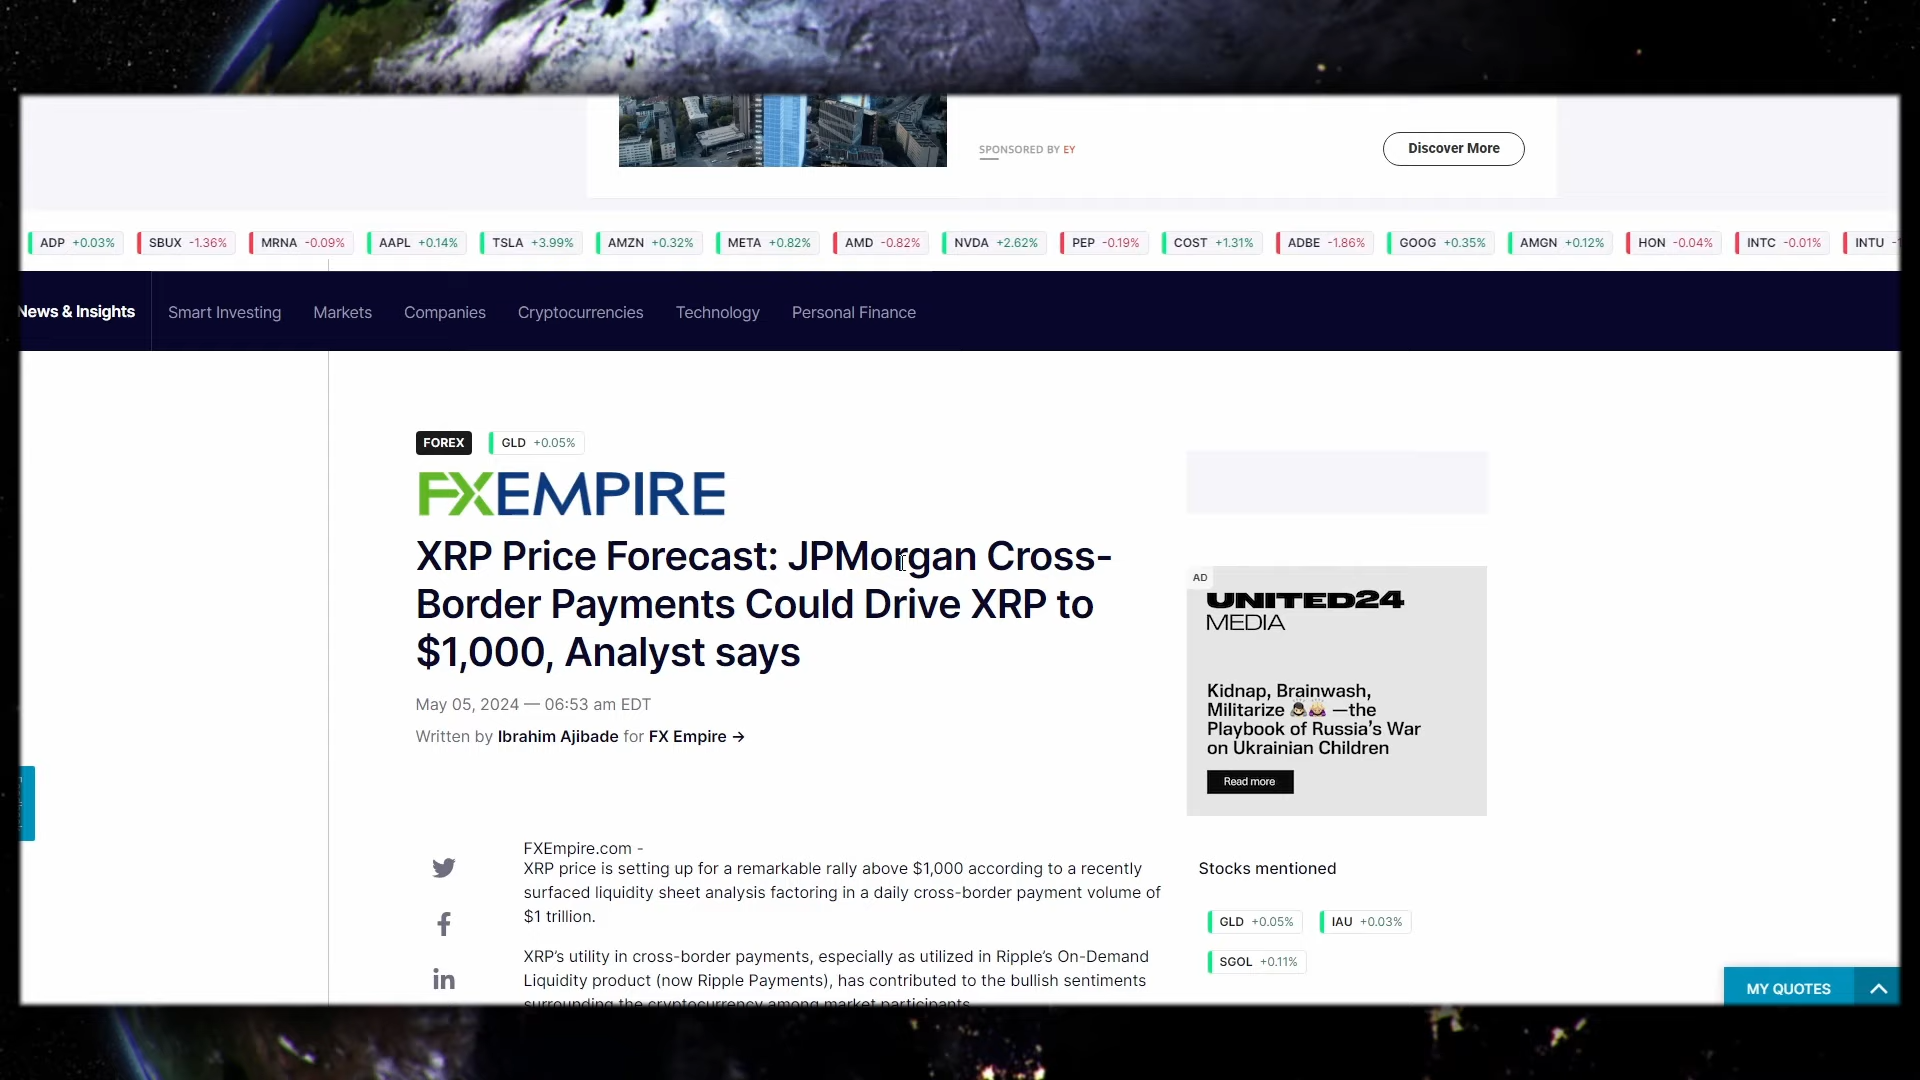 SPONSORED BY EY
Discover More
ADP +0.03% SBUX -1.36% MRNA -0.09% AAPL +0.14% TSLA +3.99% AMZN +0.32% META +0.82% AMD -0.82% NVDA +2.62% PEP -0.19% COST +1.31% ADBE -1.86% GOOG +0.35% AMGN +0.12% HON -0.04% INTC -0.01% INTU
News & Insights Smart Investing Markets Companies Cryptocurrencies Technology Personal Finance
FOREX GLD +0.05%
FXEMPIRE
XRP Price Forecast: JPMorgan Cross-
Border Payments Could Drive XRP to
$1,000, Analyst says
May 05, 2024 — 06:53 am EDT
Written by Ibrahim Ajibade for FX Empire →
FXEmpire.com -
XRP price is setting up for a remarkable rally above $1,000 according to a recently
surfaced liquidity sheet analysis factoring in a daily cross-border payment volume of
$1 trillion.
XRP’s utility in cross-border payments, especially as utilized in Ripple’s On-Demand
Liquidity product (now Ripple Payments), has contributed to the bullish sentiments
surrounding the cryptocurrency among market participants.
AD
UNITED24
MEDIA
Kidnap, Brainwash,
Militarize —the
Playbook of Russia’s War
on Ukrainian Children
Read more
Stocks mentioned
GLD +0.05% IAU +0.03%
SGOL +0.11%
MY QUOTES